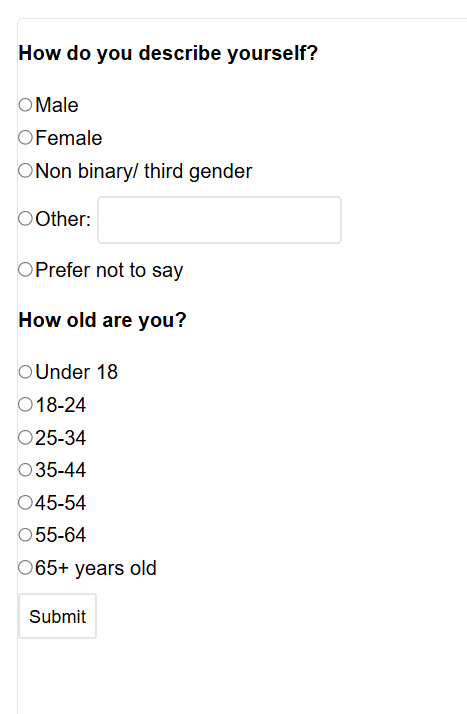 How do you describe yourself?
Male
Female
Non binary/ third gender
Other:
Prefer not to say
How old are you?
Under 18
18-24
25-34
35-44
45-54
55-64
65+ years old
Submit